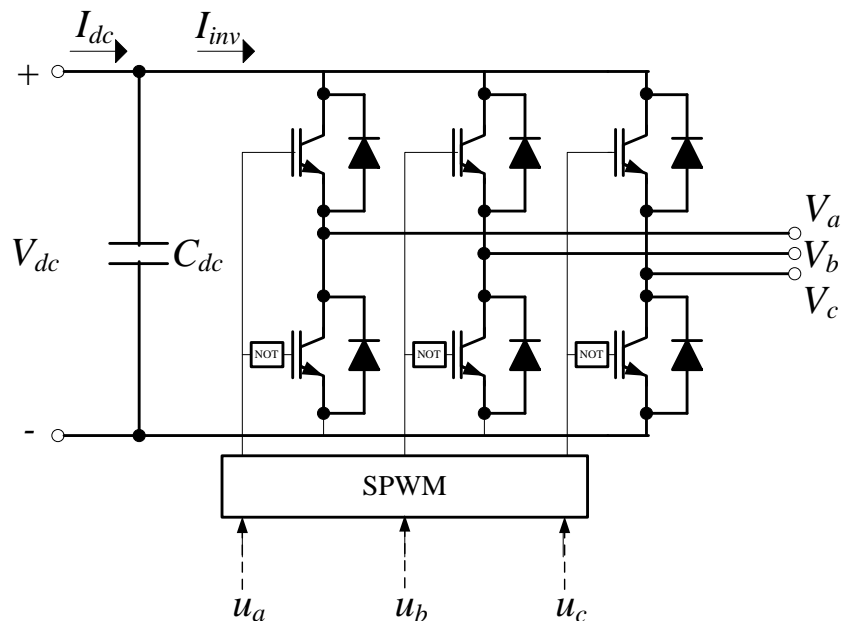 I_dc I_inv
+
V_a
V_dc C_dc V_b
V_c
NOT NOT NOT
-
SPWM
u_a u_b u_c